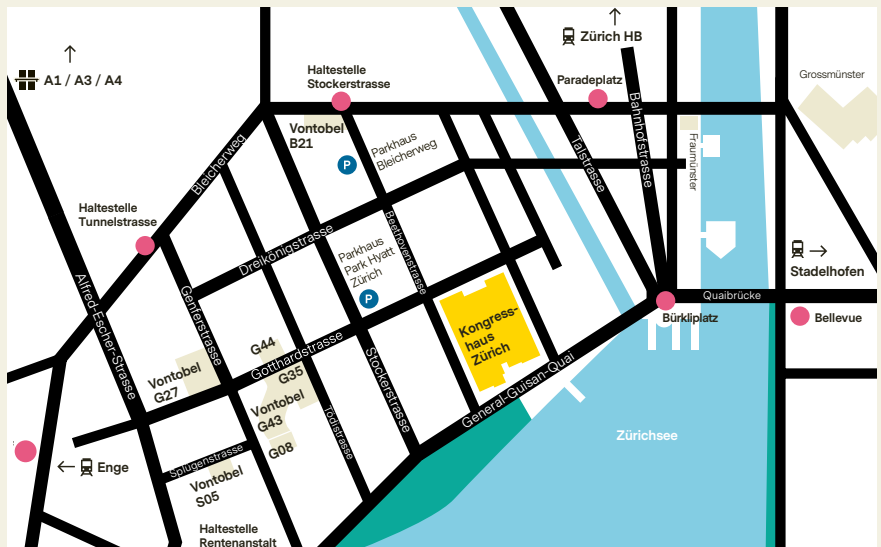 Zürich HB
A1 / A3 / A4
Haltestelle
Stockerstrasse
Paradeplatz
Grossmünster
Vontobel
B21
P
Parkhaus
Bleicherweg
Bleicherweg
Talstrasse
Bahnhofstrasse
Fraumünster
Haltestelle
Tunnelstrasse
Dreikönigstrasse
Beethovenstrasse
Parkhaus
Park Hyatt
Zürich
P
Stadelhofen
Quaibrücke
Bürkliplatz
Bellevue
Alfred-Escher-Strasse
Genferstrasse
G44
Gotthardstrasse
Stockerstrasse
Kongress-
haus
Zürich
General-Guisan-Quai
Vontobel
G27
G35
Vontobel
G43
G08
Tödistrasse
Zürichsee
Enge
Splügenstrasse
Vontobel
S05
Haltestelle
Rentenanstalt